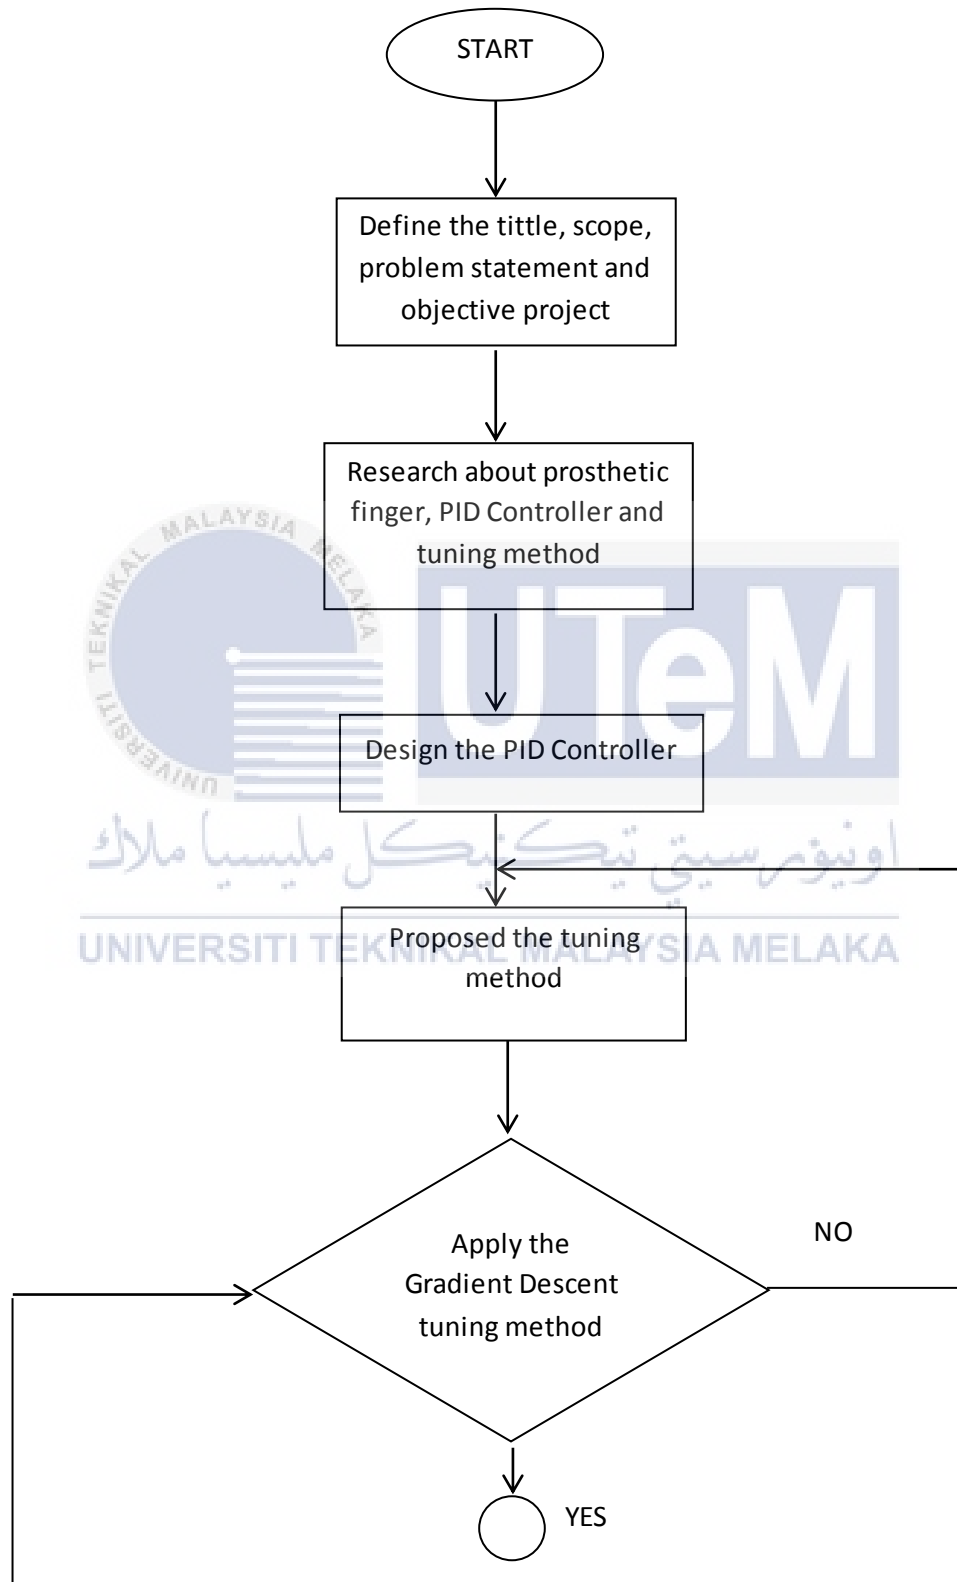 START
Define the tittle, scope,
problem statement and
objective project
Research about prosthetic
finger, PID Controller and
tuning method
UNIVERSITI TEKNIKAL MALAYSIA MELAKA
UTeM
Design the PID Controller
اونيۏرسيتي تيكنيكل مليسيا ملاك
Proposed the tuning
method
UNIVERSITI TEKNIKAL MALAYSIA MELAKA
Apply the
Gradient Descent
tuning method
NO
YES